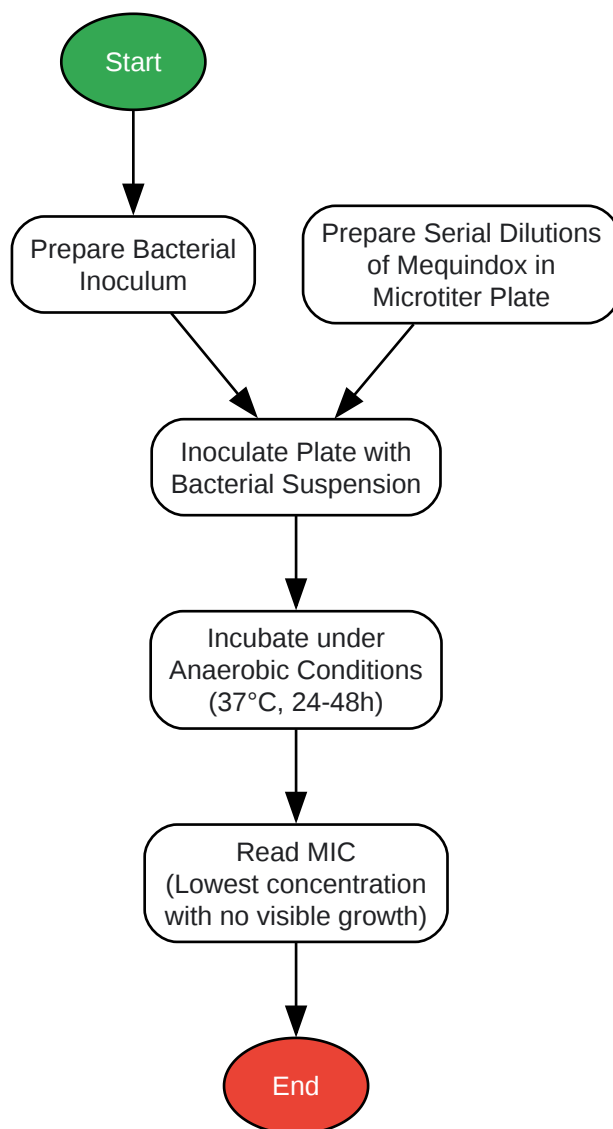 Start
Prepare Bacterial
Inoculum
Prepare Serial Dilutions
of Mequindox in
Microtiter Plate
Inoculate Plate with
Bacterial Suspension
Incubate under
Anaerobic Conditions
(37°C, 24-48h)
Read MIC
(Lowest concentration
with no visible growth)
End